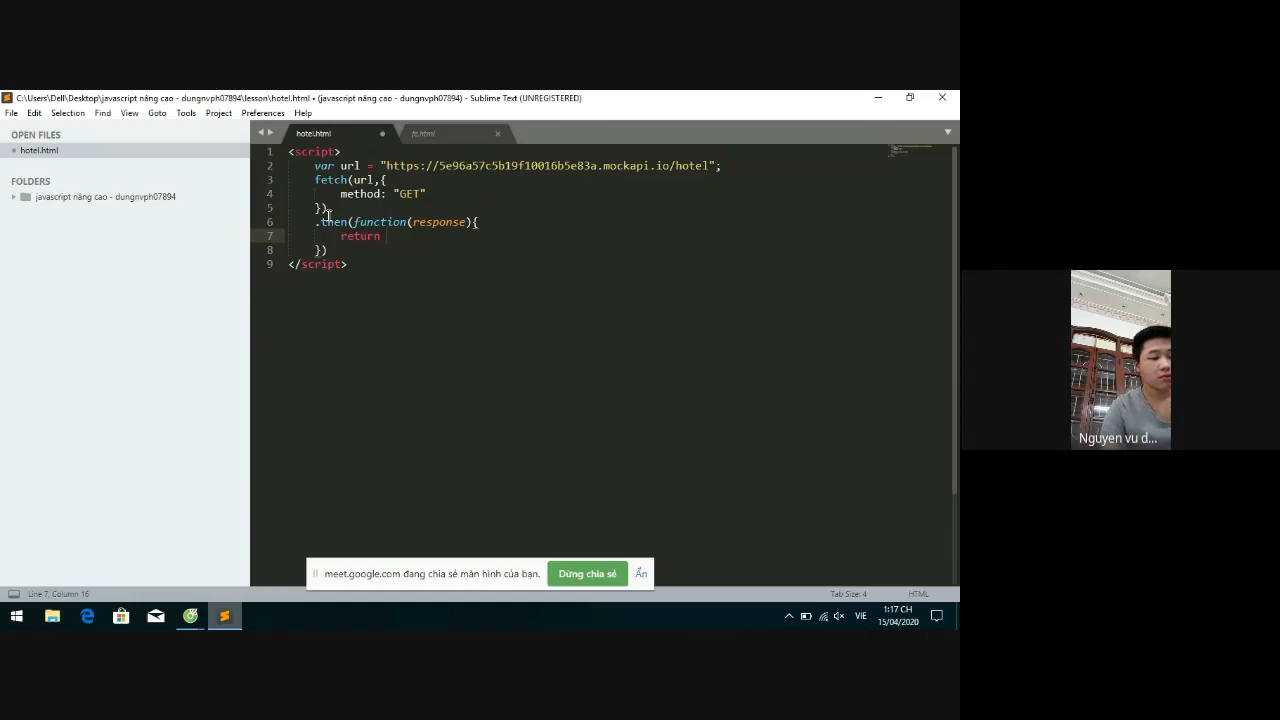 C:\Users\Dell\Desktop\javascript nâng cao - dungnvph07894\lesson\hotel.html • (javascript nâng cao - dungnvph07894) - Sublime Text (UNREGISTERED)
File Edit Selection Find View Goto Tools Project Preferences Help
OPEN FILES
hotel.html
FOLDERS
javascript nâng cao - dungnvph07894
hotel.html
fe.html
1 <script>
2 var url = "https://5e96a57c5b19f10016b5e83a.mockapi.io/hotel";
3 fetch(url,{
4 method: "GET"
5 })
6 .then(function(response){
7 return
8 })
9 </script>
meet.google.com đang chia sẻ màn hình của bạn. Dừng chia sẻ Ẩn
Line 7, Column 16
Tab Size: 4
HTML
VIE
1:17 CH
15/04/2020
Nguyen vu d...